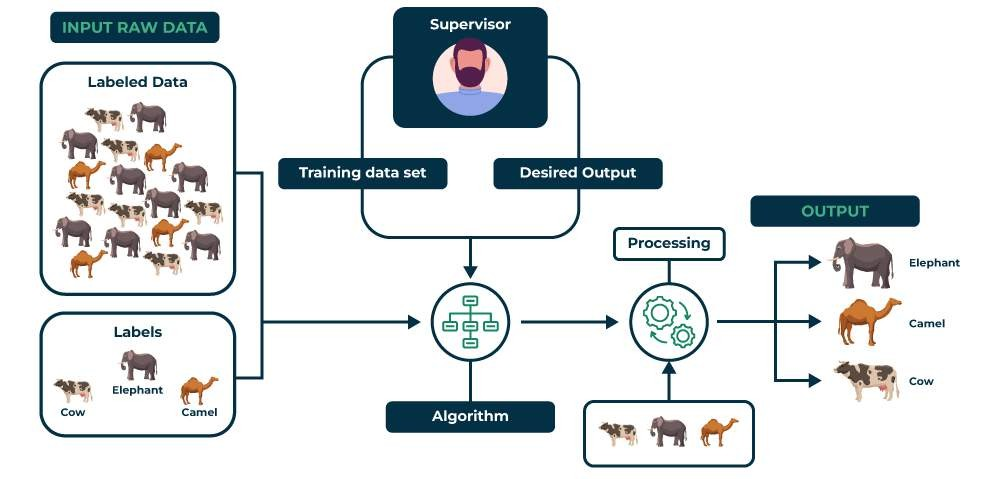 INPUT RAW DATA
Labeled Data
Labels
Cow
Elephant
Camel
Supervisor
Training data set
Desired Output
Algorithm
Processing
OUTPUT
Elephant
Camel
Cow